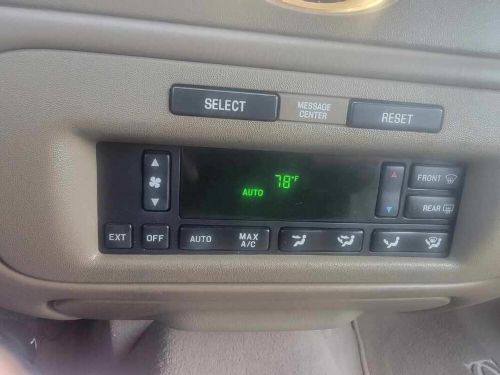 SELECT
MESSAGE
CENTER
RESET
78°F
AUTO
FRONT
REAR
EXT
OFF
AUTO
MAX
A/C